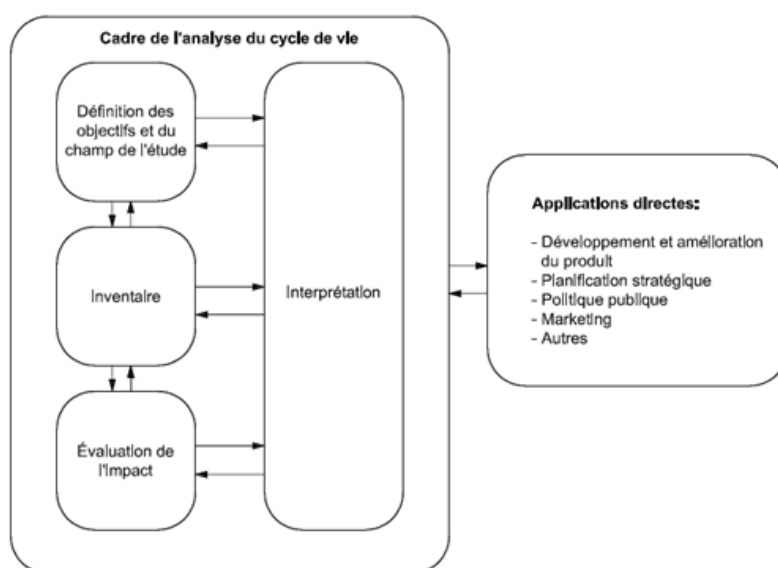 Cadre de l'analyse du cycle de vie
Définition des
objectifs et du
champ de l'étude
Inventaire
Évaluation de
l'impact
Interprétation
Applications directes:
- Développement et amélioration
du produit
- Planification stratégique
- Politique publique
- Marketing
- Autres